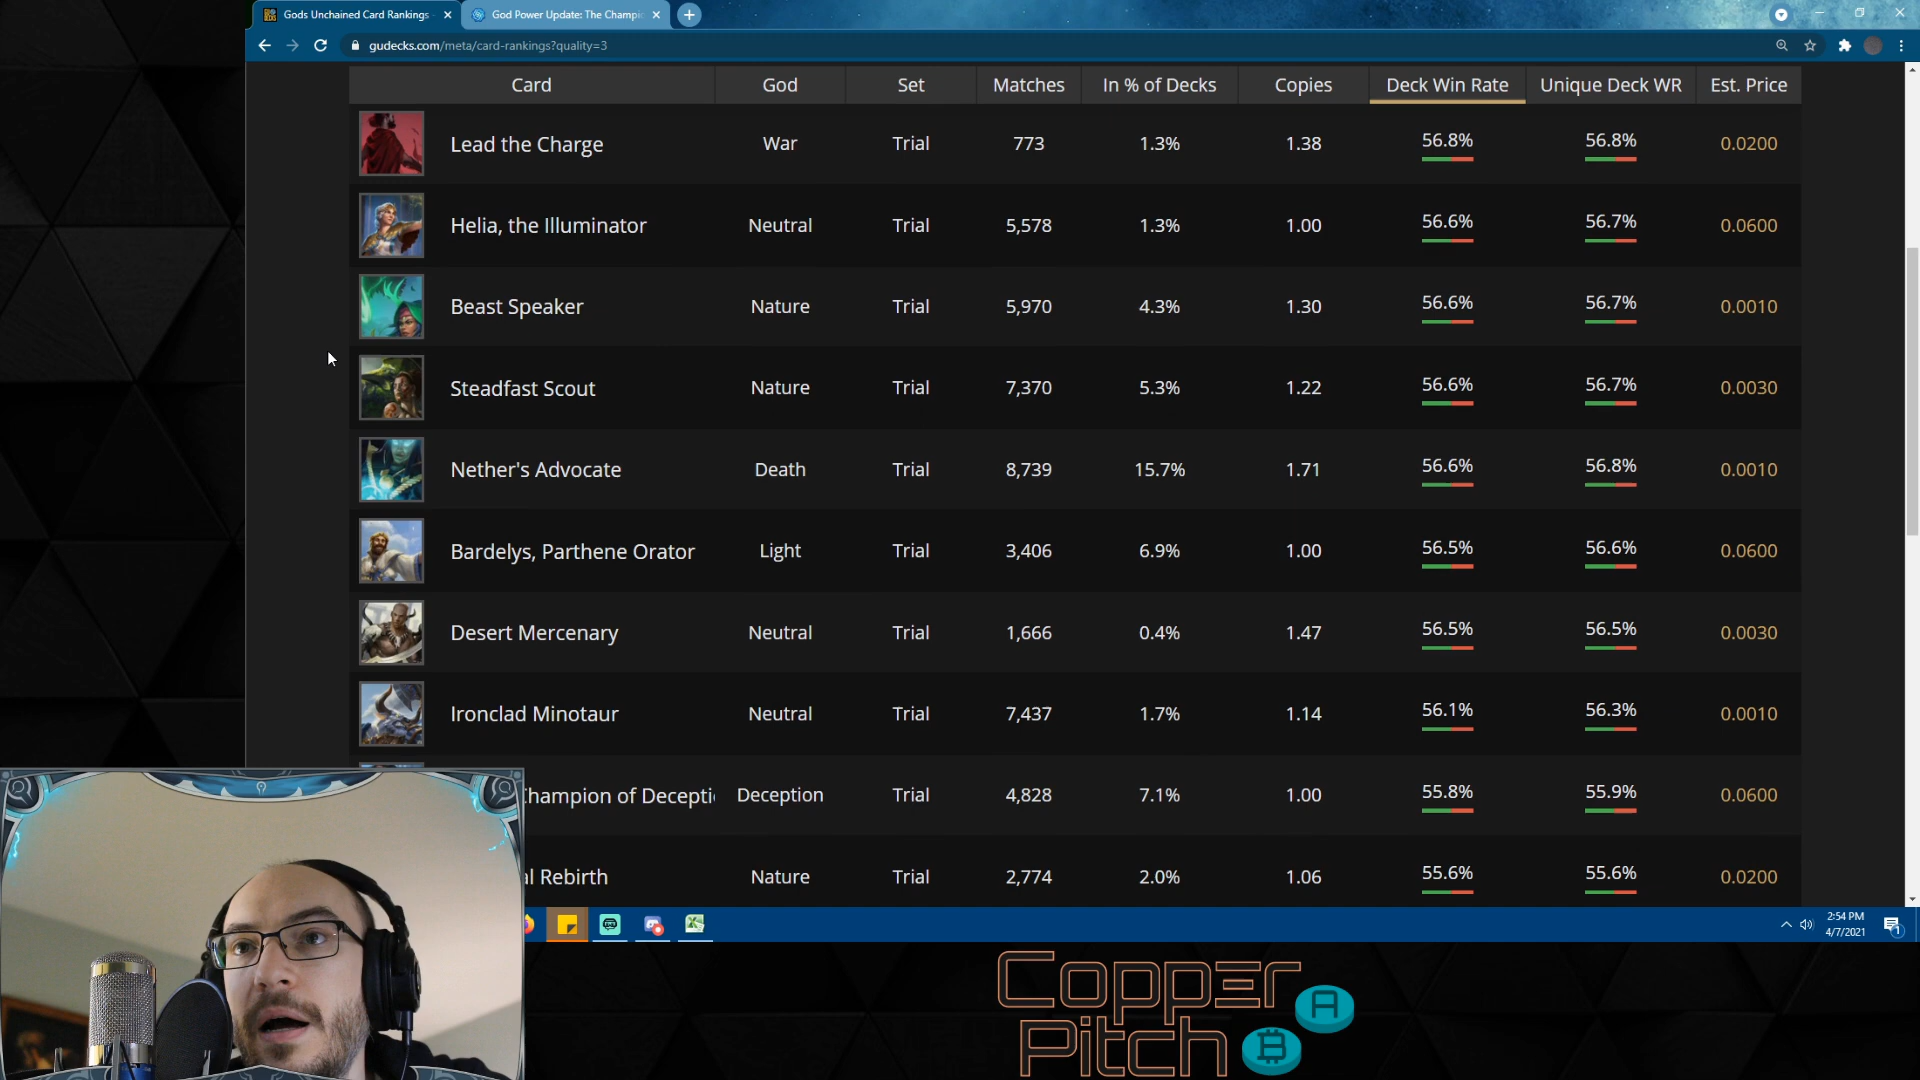 Gods Unchained Card Rankings
God Power Update: The Champi
gudecks.com/meta/card-rankings?quality=3
Card God Set Matches In % of Decks Copies Deck Win Rate Unique Deck WR Est. Price
Lead the Charge War Trial 773 1.3% 1.38 56.8% 56.8% 0.0200
Helia, the Illuminator Neutral Trial 5,578 1.3% 1.00 56.6% 56.7% 0.0600
Beast Speaker Nature Trial 5,970 4.3% 1.30 56.6% 56.7% 0.0010
Steadfast Scout Nature Trial 7,370 5.3% 1.22 56.6% 56.7% 0.0030
Nether's Advocate Death Trial 8,739 15.7% 1.71 56.6% 56.8% 0.0010
Bardelys, Parthene Orator Light Trial 3,406 6.9% 1.00 56.5% 56.6% 0.0600
Desert Mercenary Neutral Trial 1,666 0.4% 1.47 56.5% 56.5% 0.0030
Ironclad Minotaur Neutral Trial 7,437 1.7% 1.14 56.1% 56.3% 0.0010
hampion of Decepti Deception Trial 4,828 7.1% 1.00 55.8% 55.9% 0.0600
al Rebirth Nature Trial 2,774 2.0% 1.06 55.6% 55.6% 0.0200
2:54 PM
4/7/2021
Copper
Pitch
A
B